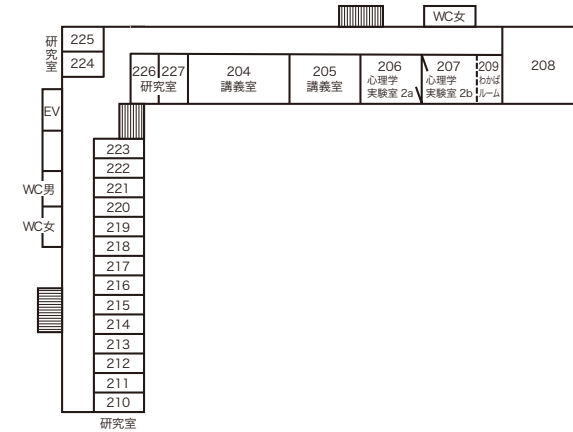 WC女
研究室
225
224
226 227
研究室
204
講義室
205
講義室
206
心理学
実験室 2a
207
心理学
実験室 2b
209
わかば
ルーム
208
EV
WC男
WC女
223
222
221
220
219
218
217
216
215
214
213
212
211
210
研究室